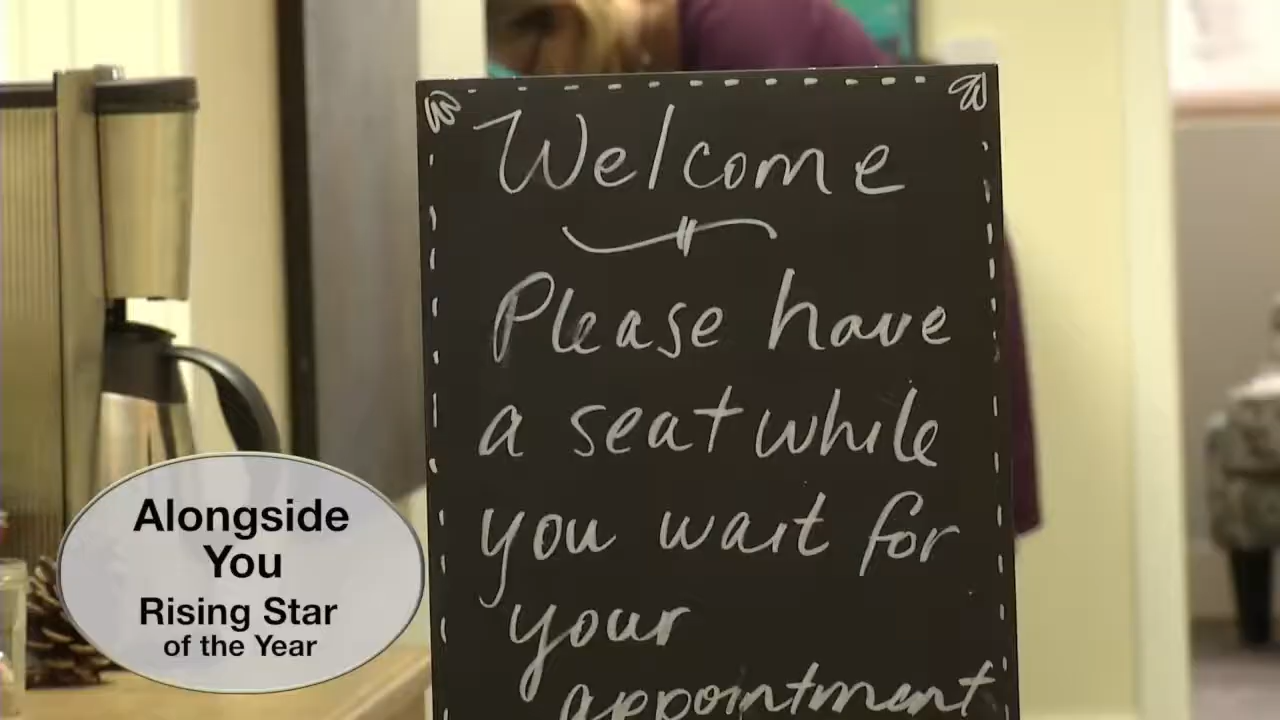 Welcome
Please have
a seat while
you wait for
your
appointment
Alongside
You
Rising Star
of the Year